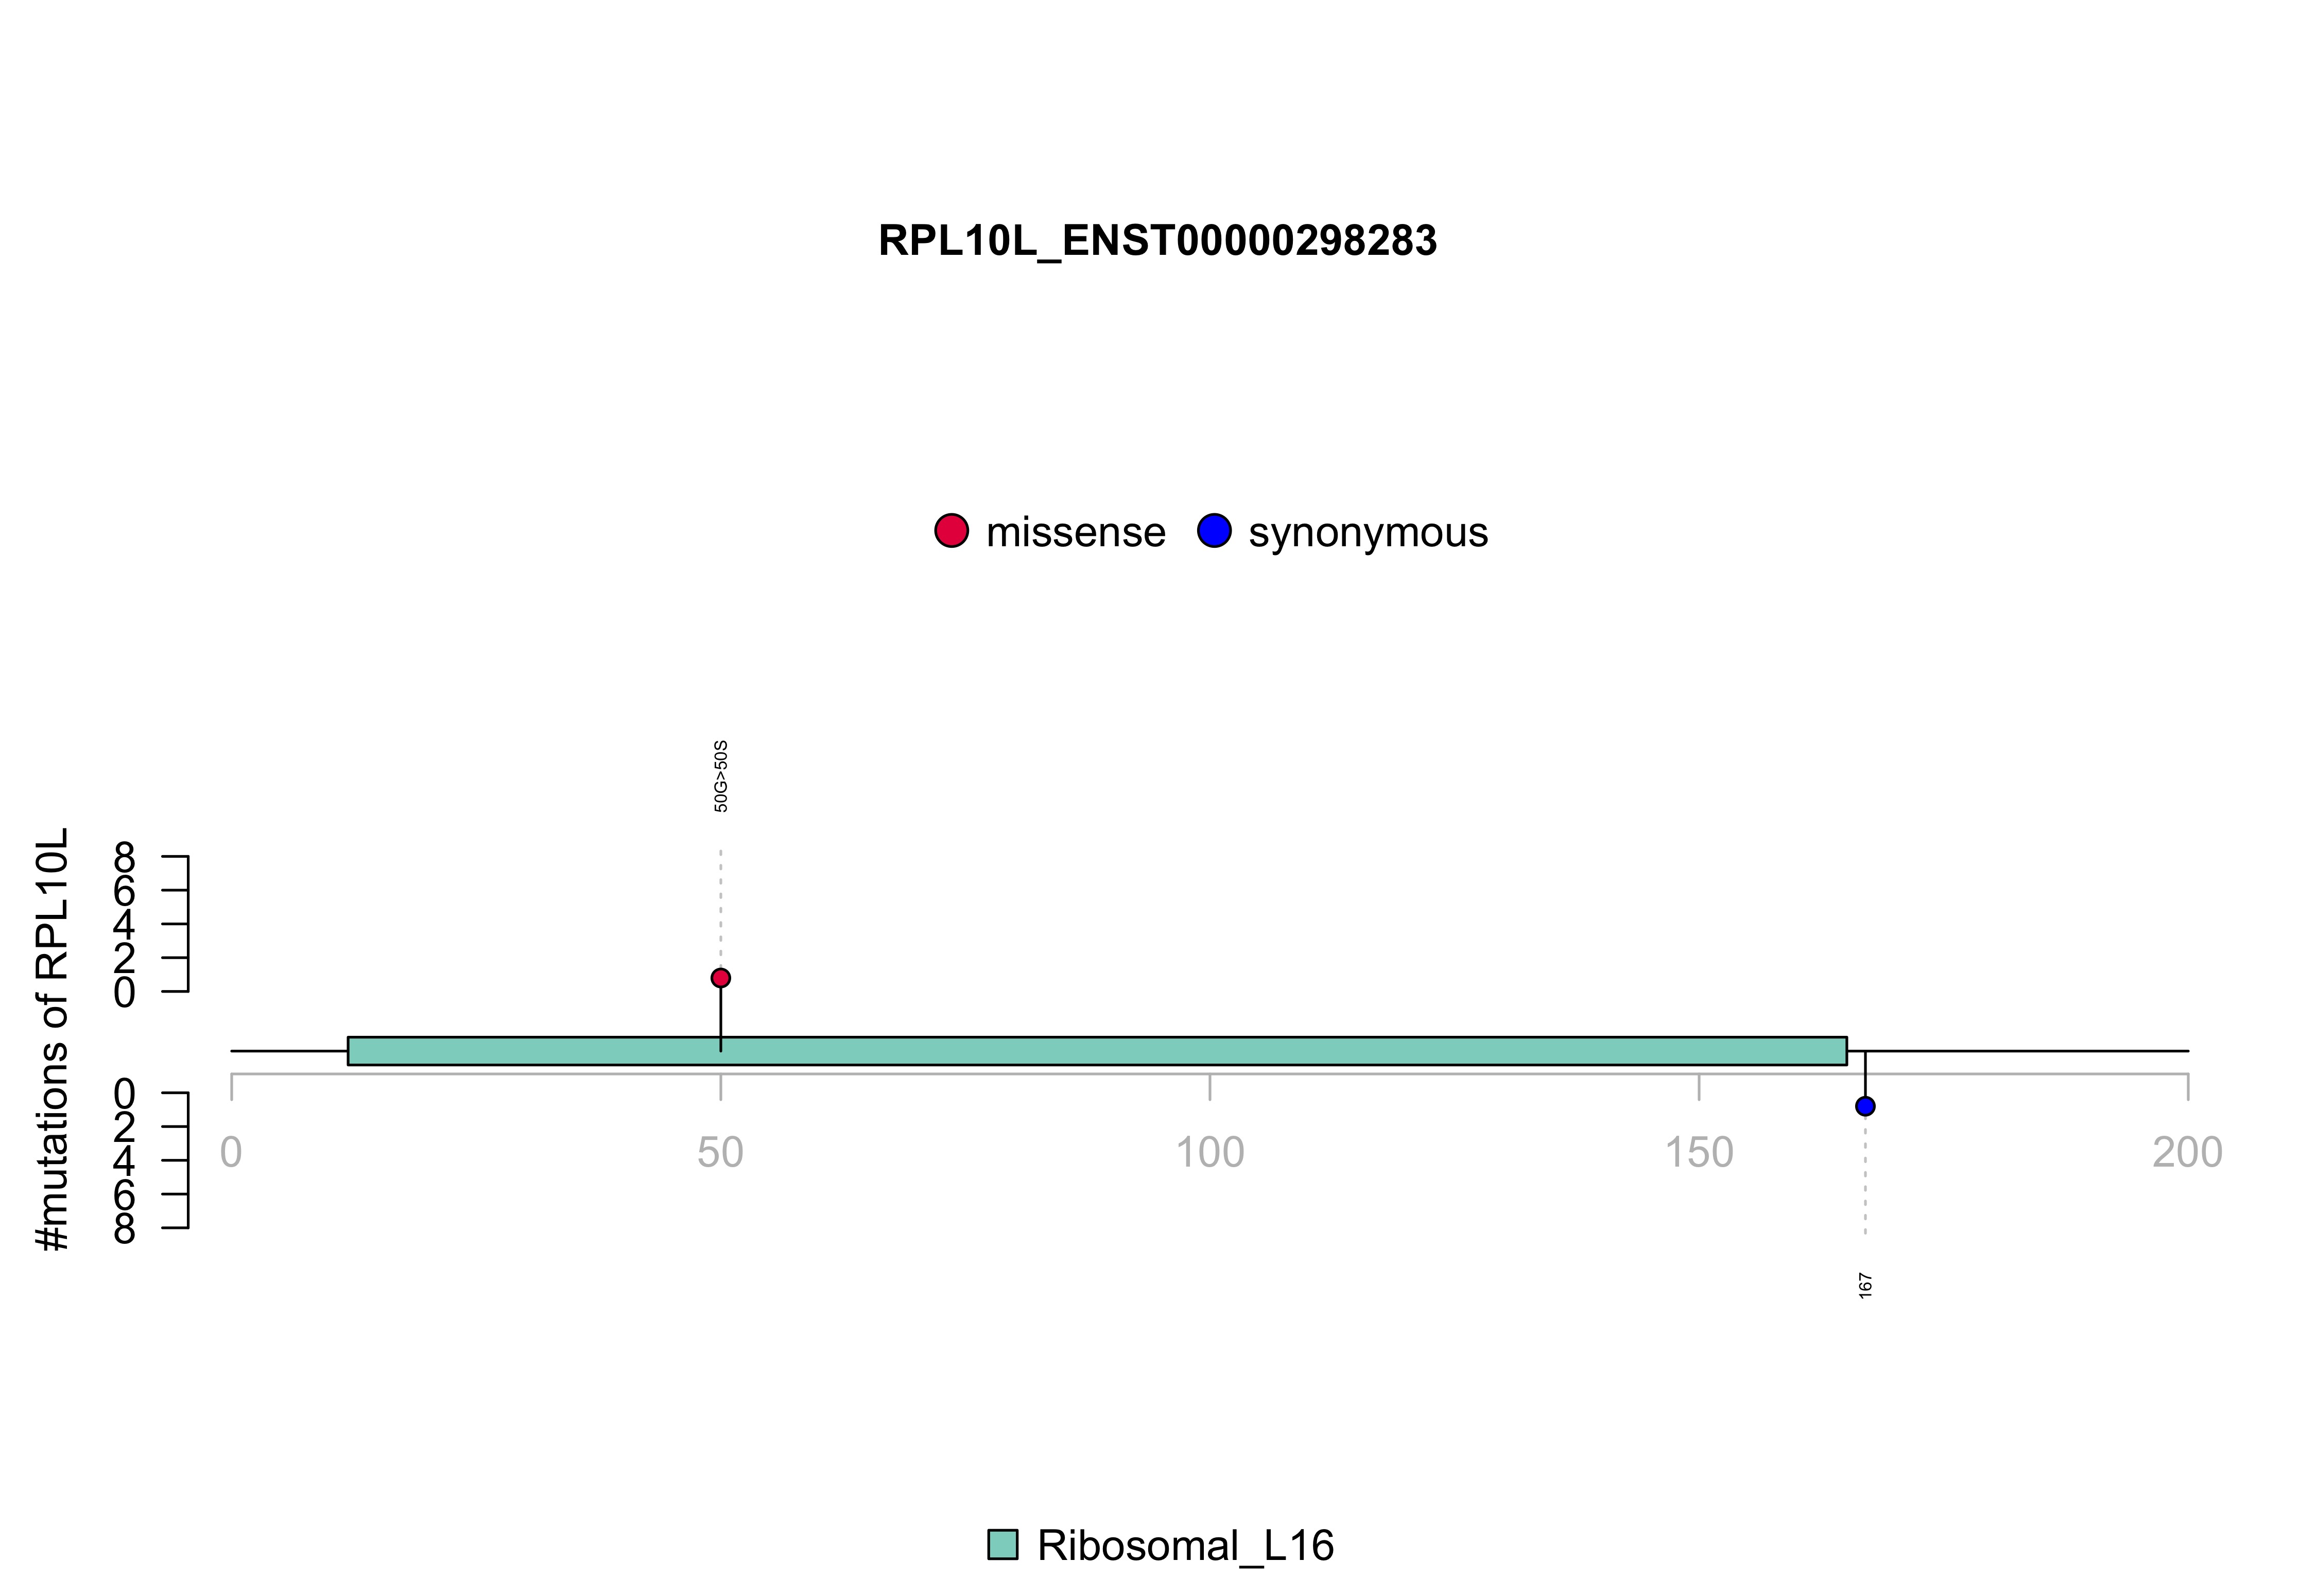 RPL10L_ENST00000298283
missense
synonymous
50G>50S
#mutations of RPL10L
8
6
4
2
0
0
2
4
6
8
0
50
100
150
200
167
Ribosomal_L16